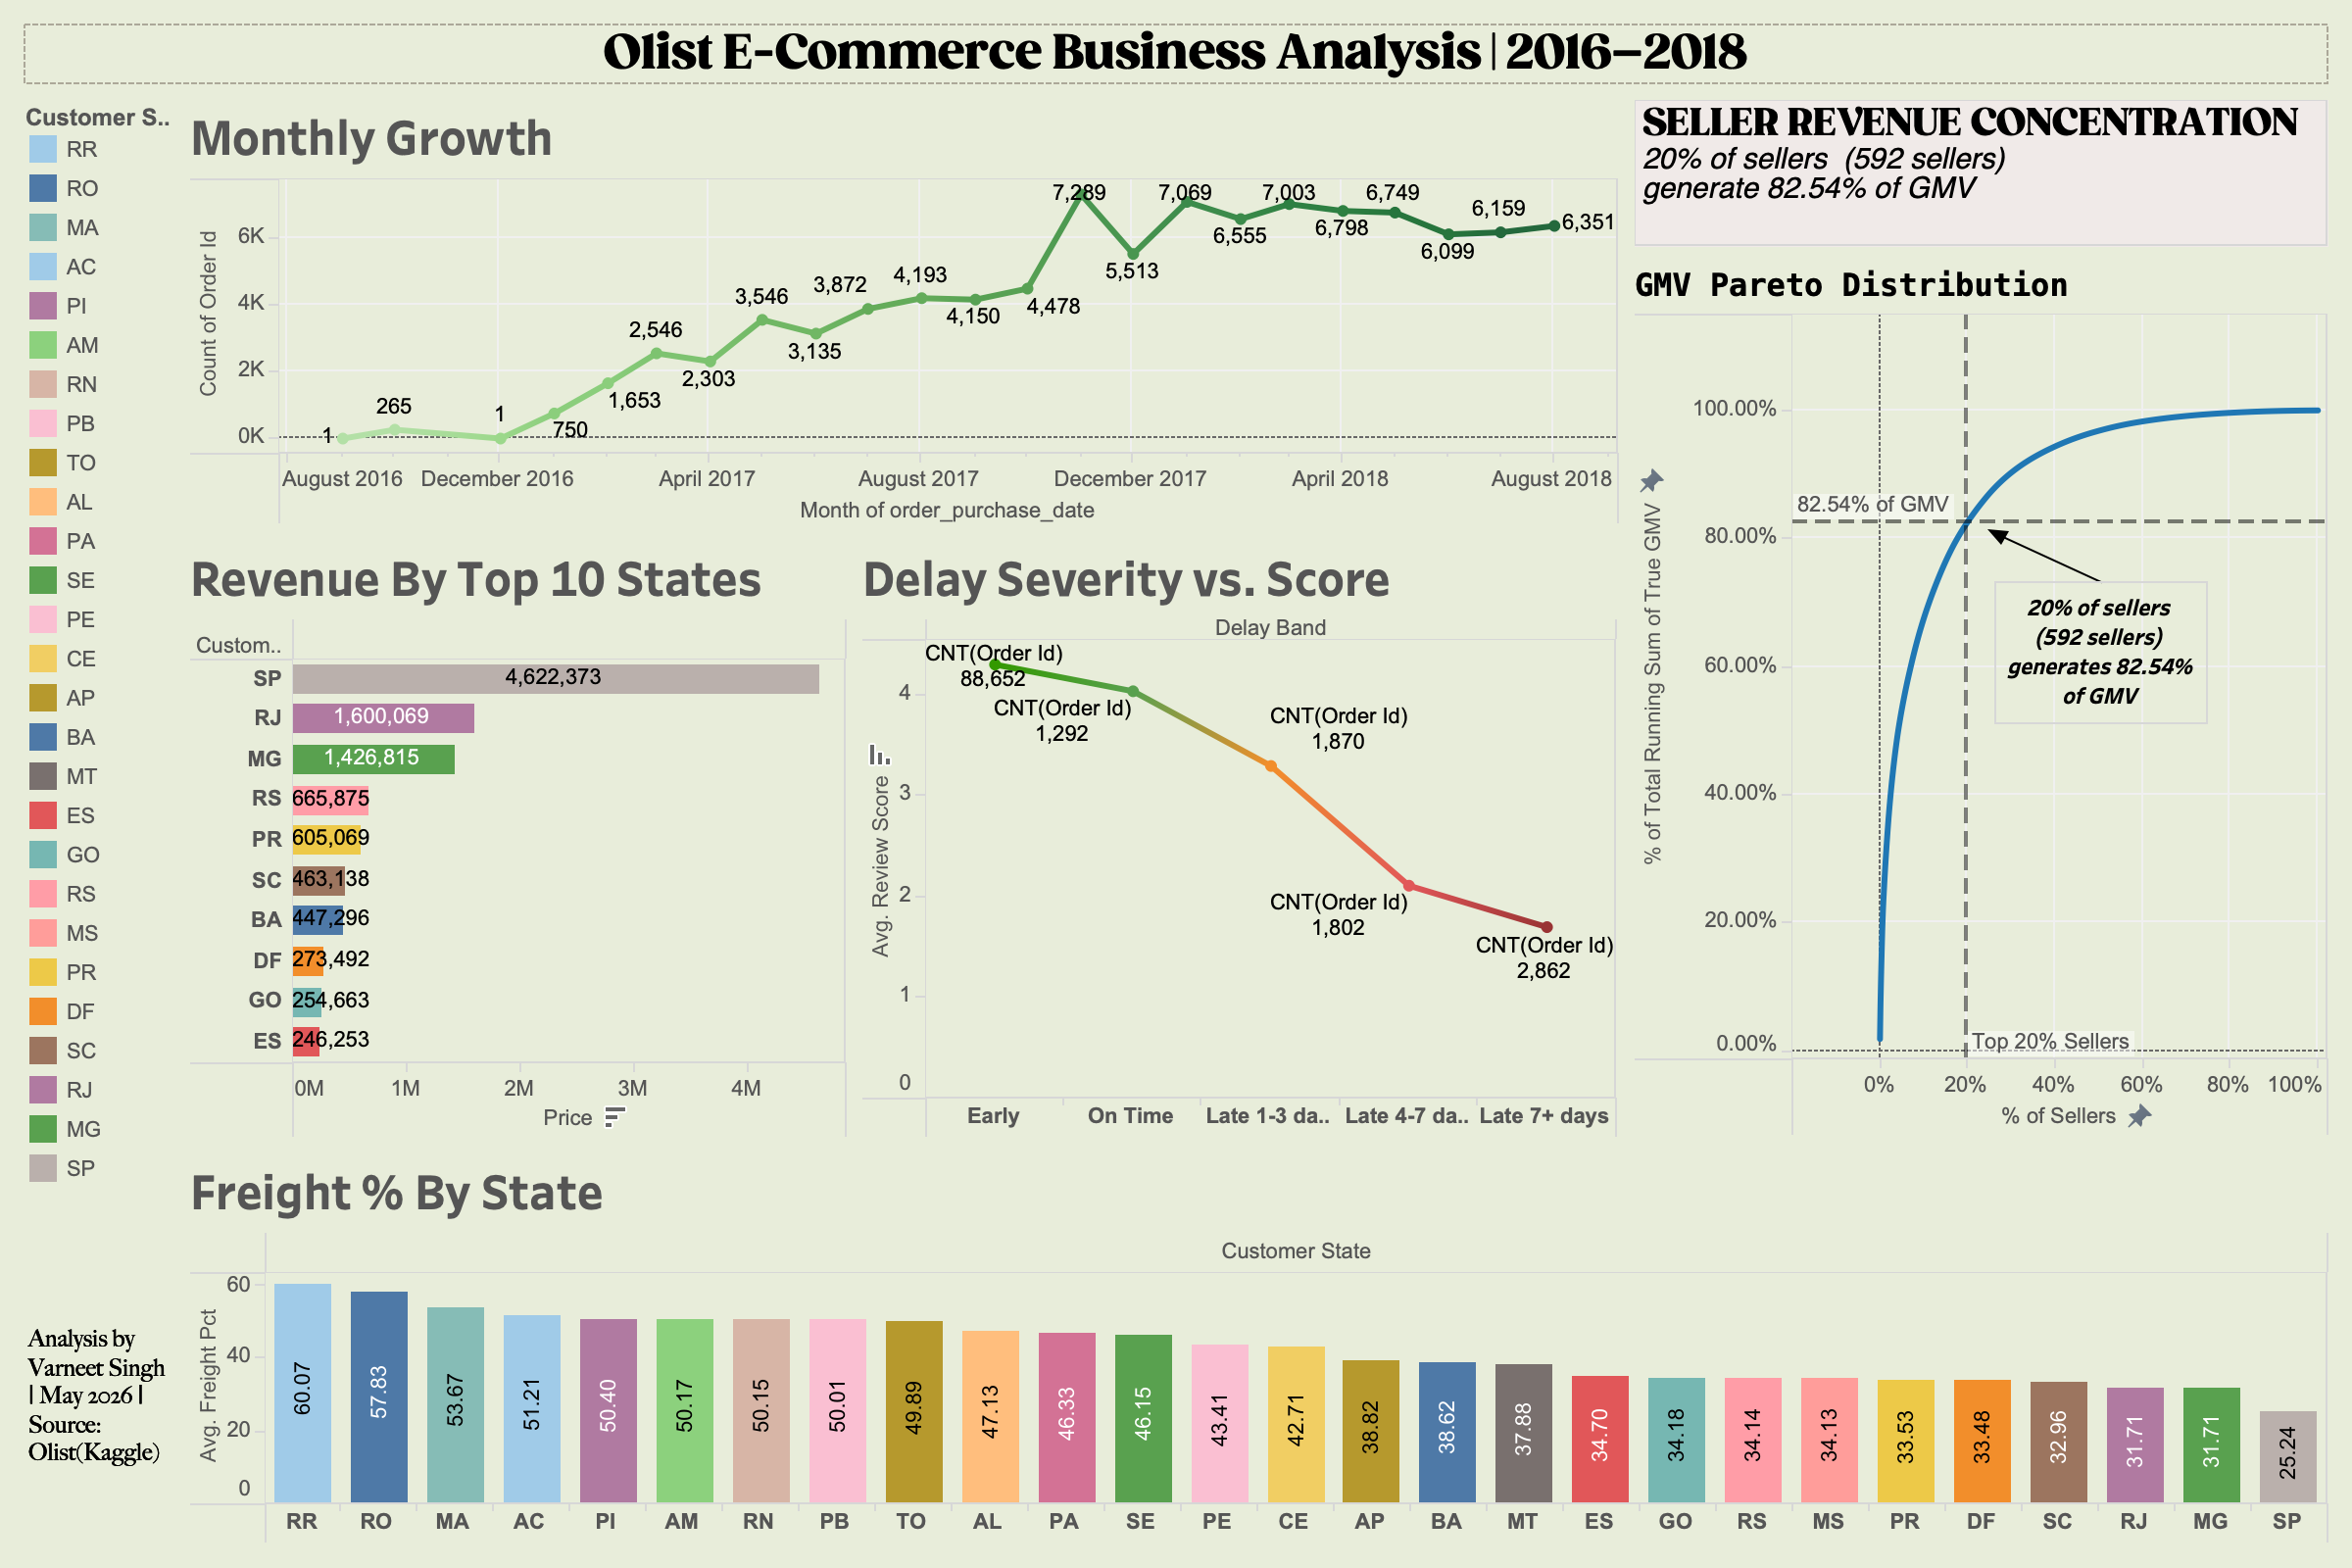 Olist E-Commerce Business Analysis | 2016–2018
Customer S..
RR
RO
MA
AC
PI
AM
RN
PB
TO
AL
PA
SE
PE
CE
AP
BA
MT
ES
GO
RS
MS
PR
DF
SC
RJ
MG
SP
Monthly Growth
Count of Order Id
6K
4K
2K
0K
1
265
1
750
1,653
2,546
2,303
3,546
3,135
3,872
4,193
4,150
4,478
7,289
5,513
7,069
6,555
7,003
6,798
6,749
6,099
6,159
6,351
August 2016
December 2016
April 2017
August 2017
December 2017
April 2018
August 2018
Month of order_purchase_date
SELLER REVENUE CONCENTRATION
20% of sellers (592 sellers)
generate 82.54% of GMV
GMV Pareto Distribution
% of Total Running Sum of True GMV
100.00%
80.00%
60.00%
40.00%
20.00%
0.00%
82.54% of GMV
20% of sellers
(592 sellers)
generates 82.54%
of GMV
Top 20% Sellers
0%
20%
40%
60%
80%
100%
% of Sellers
Revenue By Top 10 States
Custom..
SP 4,622,373
RJ 1,600,069
MG 1,426,815
RS 665,875
PR 605,069
SC 463,138
BA 447,296
DF 273,492
GO 254,663
ES 246,253
0M
1M
2M
3M
4M
Price
Delay Severity vs. Score
Delay Band
Avg. Review Score
4
3
2
1
0
CNT(Order Id)
88,652
CNT(Order Id)
1,292
CNT(Order Id)
1,870
CNT(Order Id)
1,802
CNT(Order Id)
2,862
Early
On Time
Late 1-3 da..
Late 4-7 da..
Late 7+ days
Freight % By State
Customer State
Avg. Freight Pct
60
40
20
0
60.07
57.83
53.67
51.21
50.40
50.17
50.15
50.01
49.89
47.13
46.33
46.15
43.41
42.71
38.82
38.62
37.88
34.70
34.18
34.14
34.13
33.53
33.48
32.96
31.71
31.71
25.24
RR
RO
MA
AC
PI
AM
RN
PB
TO
AL
PA
SE
PE
CE
AP
BA
MT
ES
GO
RS
MS
PR
DF
SC
RJ
MG
SP
Analysis by
Varneet Singh
| May 2026 |
Source:
Olist(Kaggle)